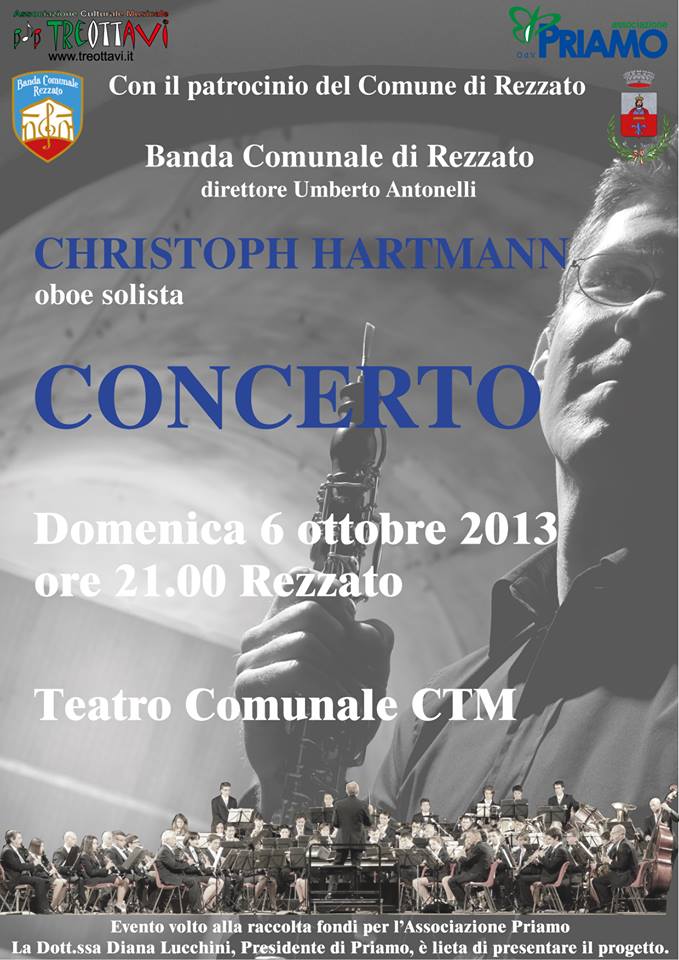 Associazione Culturale Musicale
TREOTTAVI
www.treottavi.it
associazione
O.d.V. PRIAMO
Banda Comunale
Rezzato
Con il patrocinio del Comune di Rezzato
Banda Comunale di Rezzato
direttore Umberto Antonelli
CHRISTOPH HARTMANN
oboe solista
CONCERTO
Domenica 6 ottobre 2013
ore 21.00 Rezzato
Teatro Comunale CTM
Evento volto alla raccolta fondi per l'Associazione Priamo
La Dott.ssa Diana Lucchini, Presidente di Priamo, è lieta di presentare il progetto.